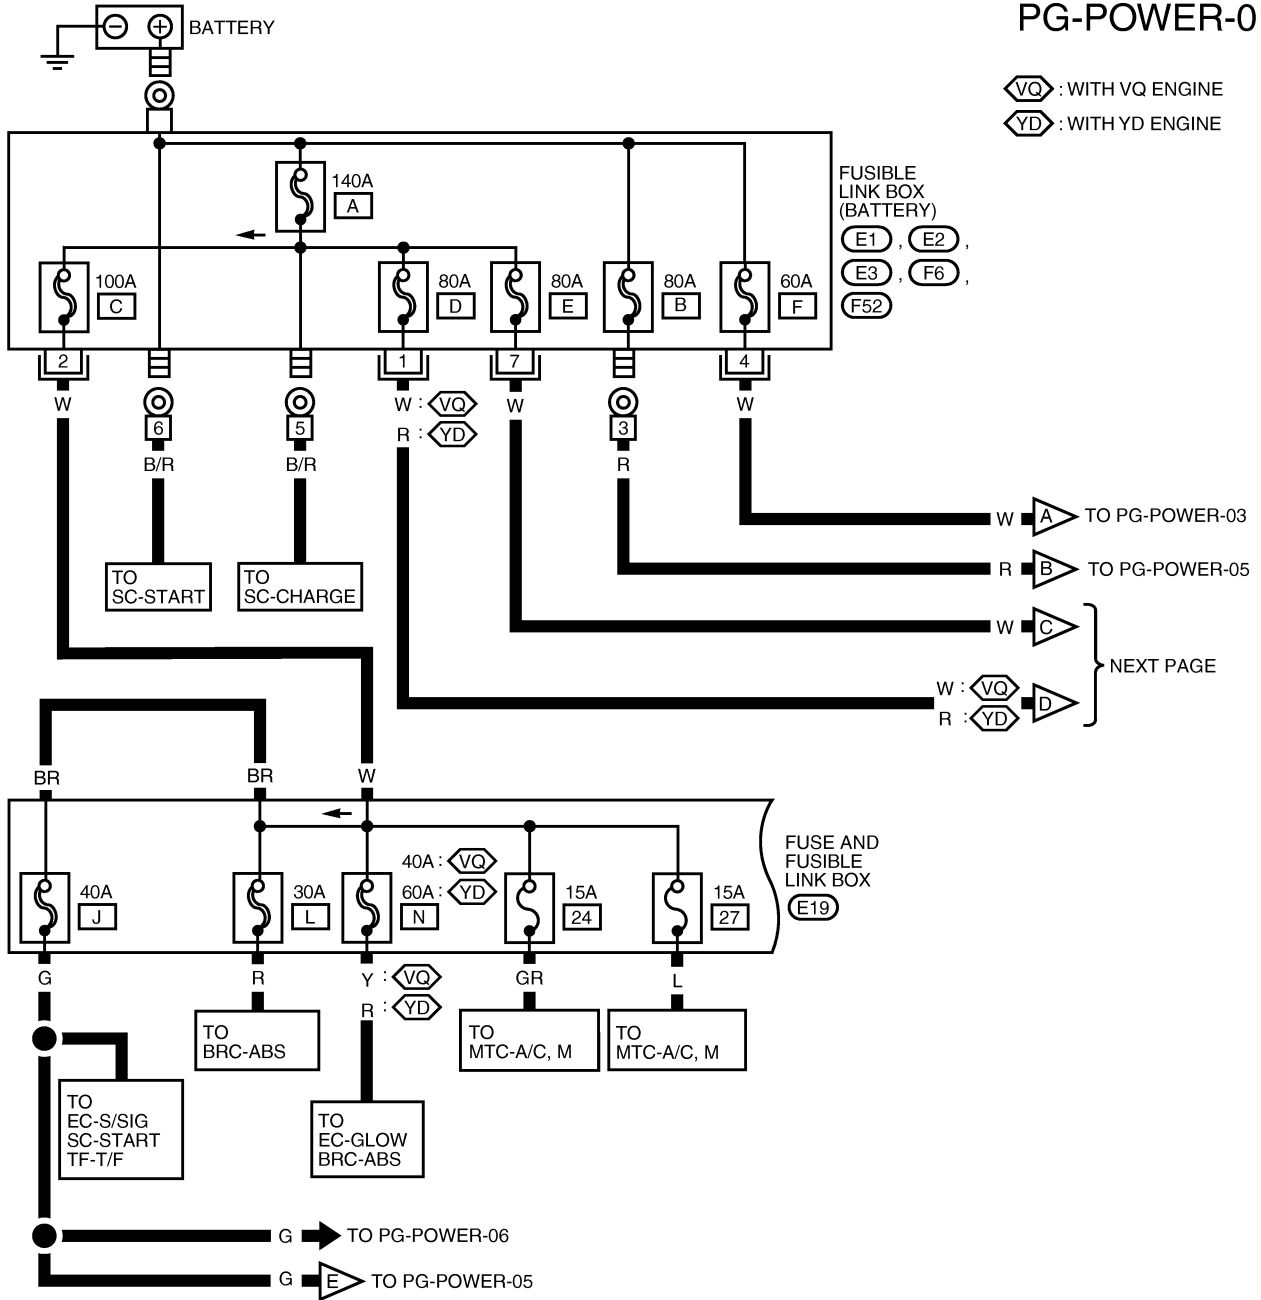 PG-POWER-0
BATTERY
VQ : WITH VQ ENGINE
YD : WITH YD ENGINE
140A
A
FUSIBLE
LINK BOX
(BATTERY)
E1 , E2 ,
E3 , F6 ,
F52
100A
C
80A
D
80A
E
80A
B
60A
F
2
1
7
4
W
W : VQ
R : YD
W
W
6
5
3
B/R
B/R
R
TO
SC-START
TO
SC-CHARGE
W A TO PG-POWER-03
R B TO PG-POWER-05
W C
NEXT PAGE
W : VQ
R : YD
D
BR
BR
W
FUSE AND
FUSIBLE
LINK BOX
E19
40A
J
30A
L
40A : VQ
60A : YD
N
15A
24
15A
27
G
R
Y : VQ
R : YD
GR
L
TO
BRC-ABS
TO
MTC-A/C, M
TO
MTC-A/C, M
TO
EC-S/SIG
SC-START
TF-T/F
TO
EC-GLOW
BRC-ABS
G TO PG-POWER-06
G E TO PG-POWER-05